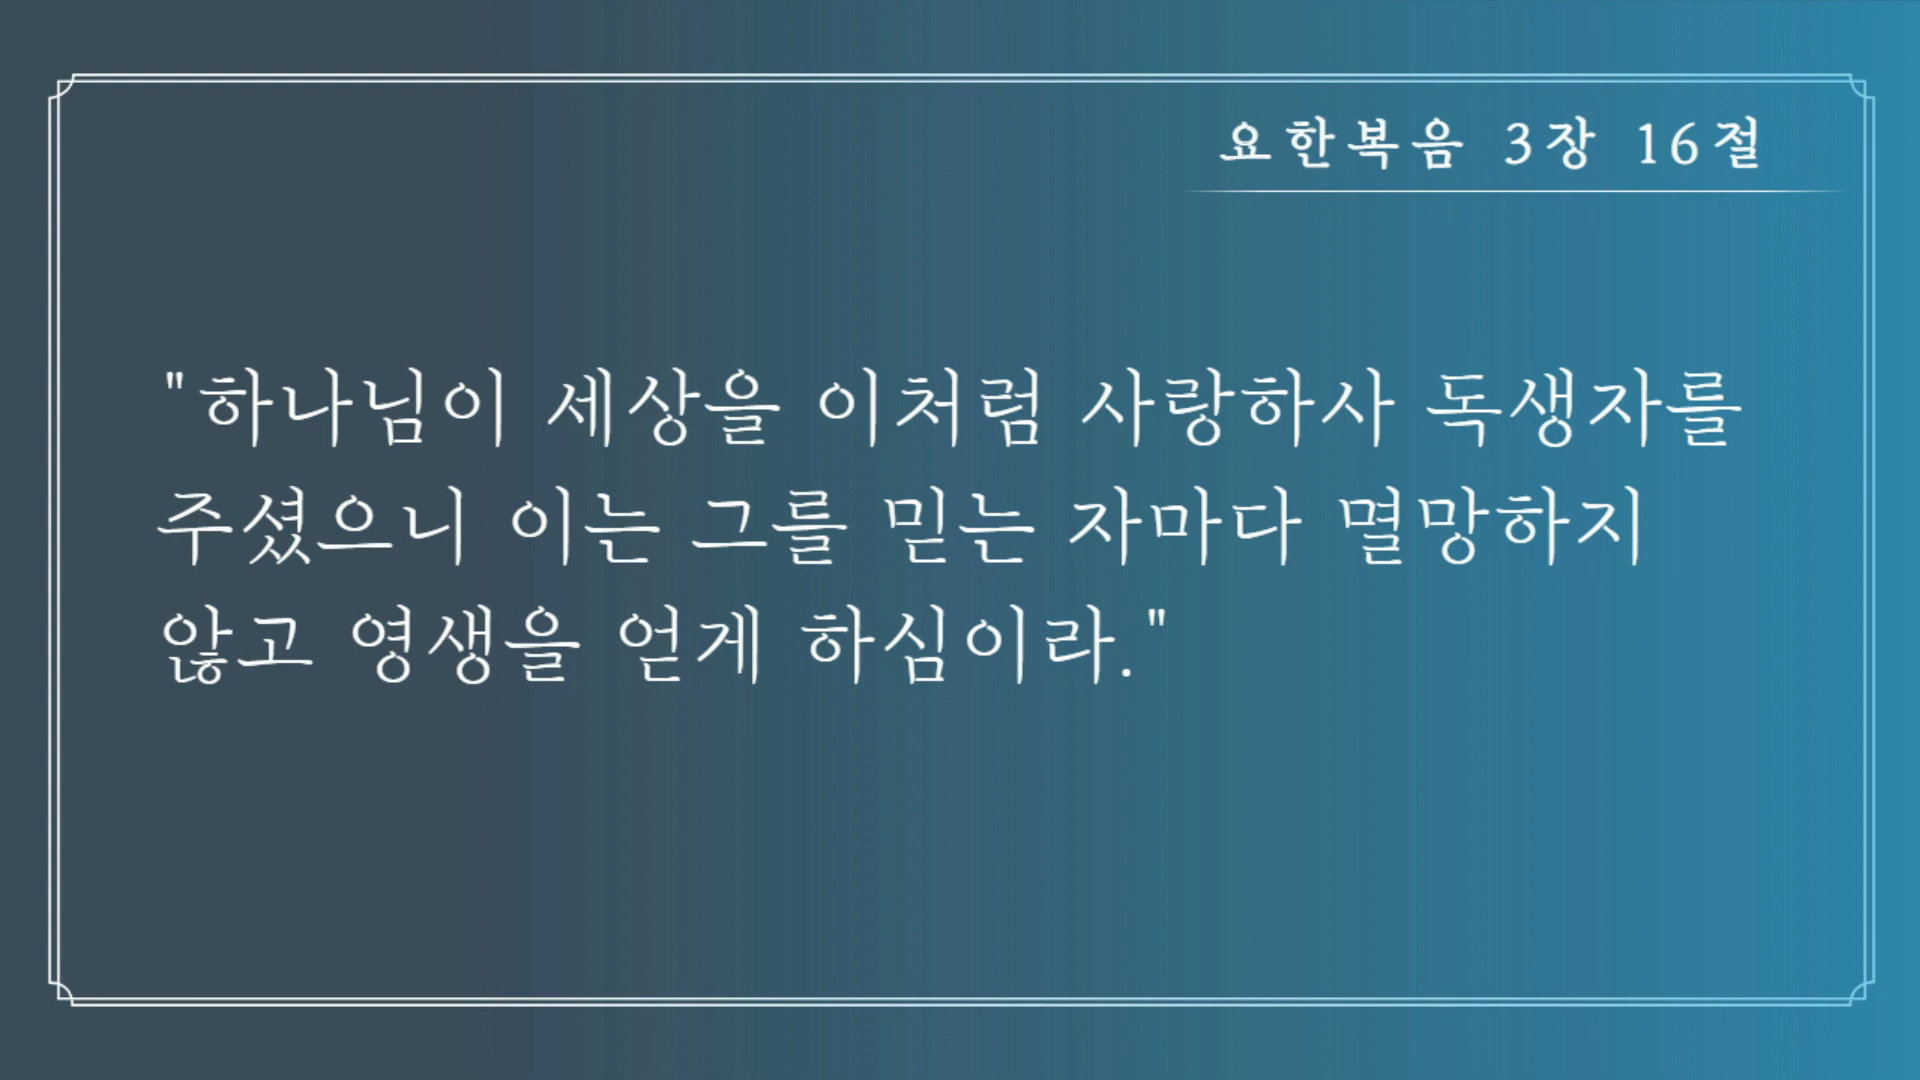 요한복음 3장 16절
"하나님이 세상을 이처럼 사랑하사 독생자를
주셨으니 이는 그를 믿는 자마다 멸망하지
않고 영생을 얻게 하심이라."